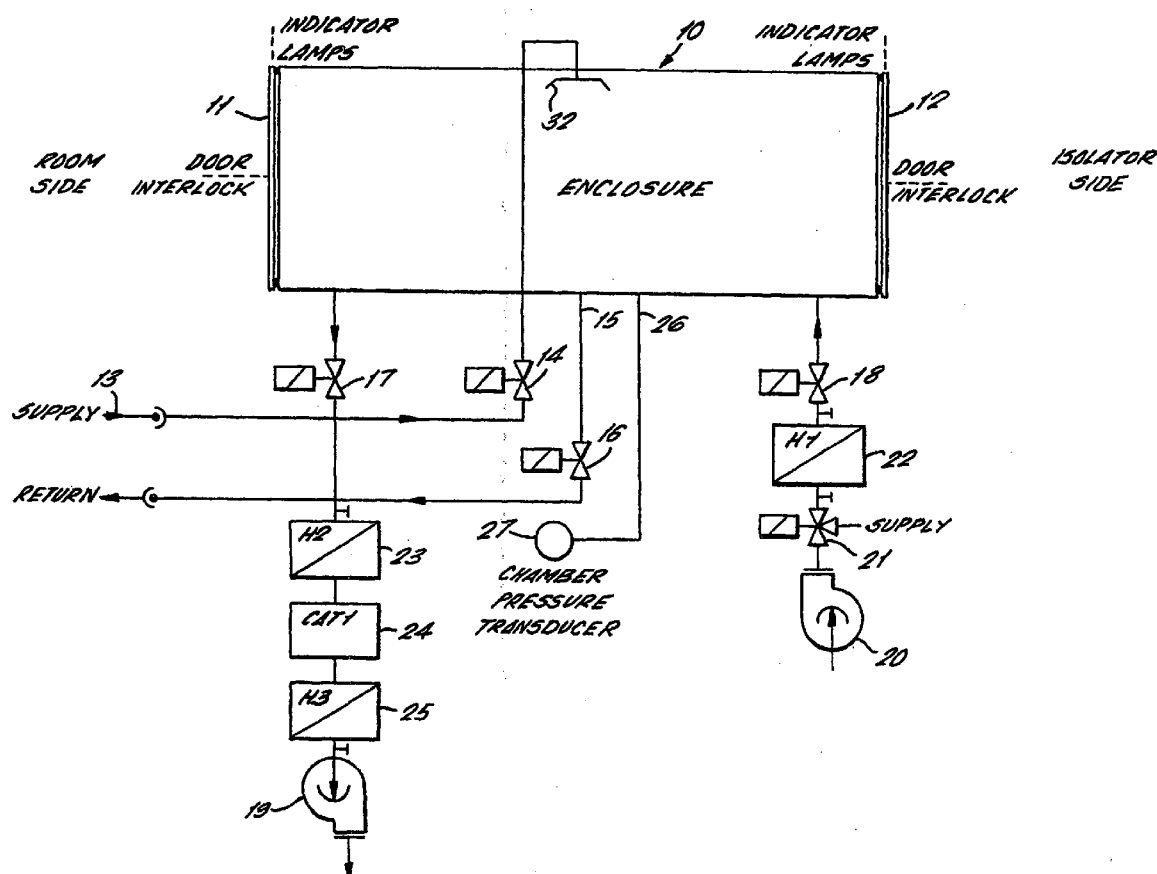 INDICATOR
LAMPS
10
INDICATOR
LAMPS
11
32
12
ROOM
SIDE
DOOR
INTERLOCK
ENCLOSURE
DOOR
INTERLOCK
ISOLATOR
SIDE
15
26
13
SUPPLY
17
14
18
16
H1
22
RETURN
SUPPLY
21
H2
23
27
CHAMBER
PRESSURE
TRANSDUCER
CAT1
24
20
H3
25
19